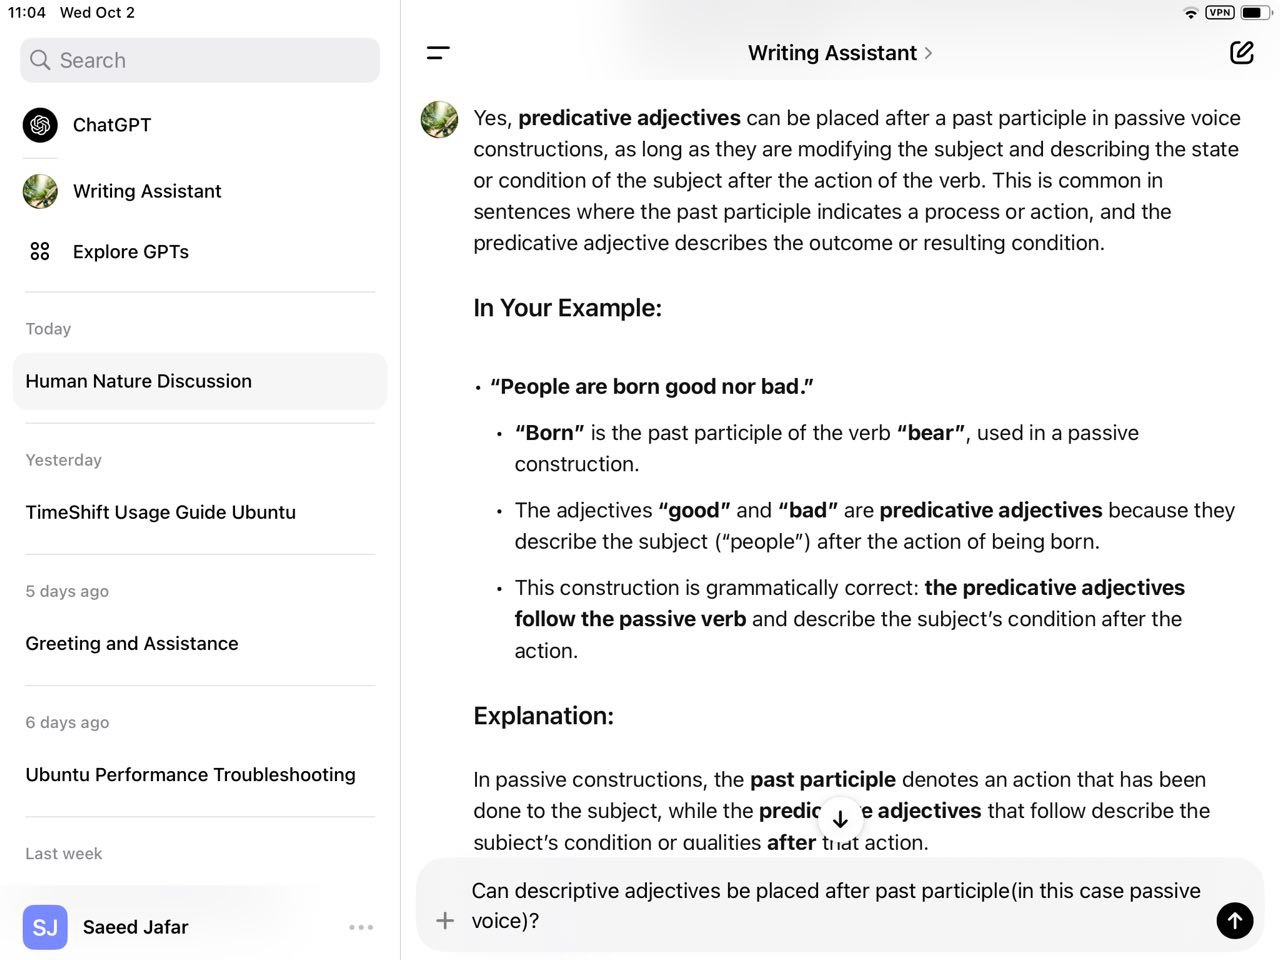 11:04 Wed Oct 2
VPN
Search
ChatGPT
Writing Assistant
Explore GPTs
Today
Human Nature Discussion
Yesterday
TimeShift Usage Guide Ubuntu
5 days ago
Greeting and Assistance
6 days ago
Ubuntu Performance Troubleshooting
Last week
SJ Saeed Jafar
Writing Assistant
Yes, predicative adjectives can be placed after a past participle in passive voice
constructions, as long as they are modifying the subject and describing the state
or condition of the subject after the action of the verb. This is common in
sentences where the past participle indicates a process or action, and the
predicative adjective describes the outcome or resulting condition.
In Your Example:
• “People are born good nor bad.”
• “Born” is the past participle of the verb “bear”, used in a passive
construction.
• The adjectives “good” and “bad” are predicative adjectives because they
describe the subject (“people”) after the action of being born.
• This construction is grammatically correct: the predicative adjectives
follow the passive verb and describe the subject’s condition after the
action.
Explanation:
In passive constructions, the past participle denotes an action that has been
done to the subject, while the predicative adjectives that follow describe the
subject’s condition or qualities after that action.
Can descriptive adjectives be placed after past participle(in this case passive
voice)?